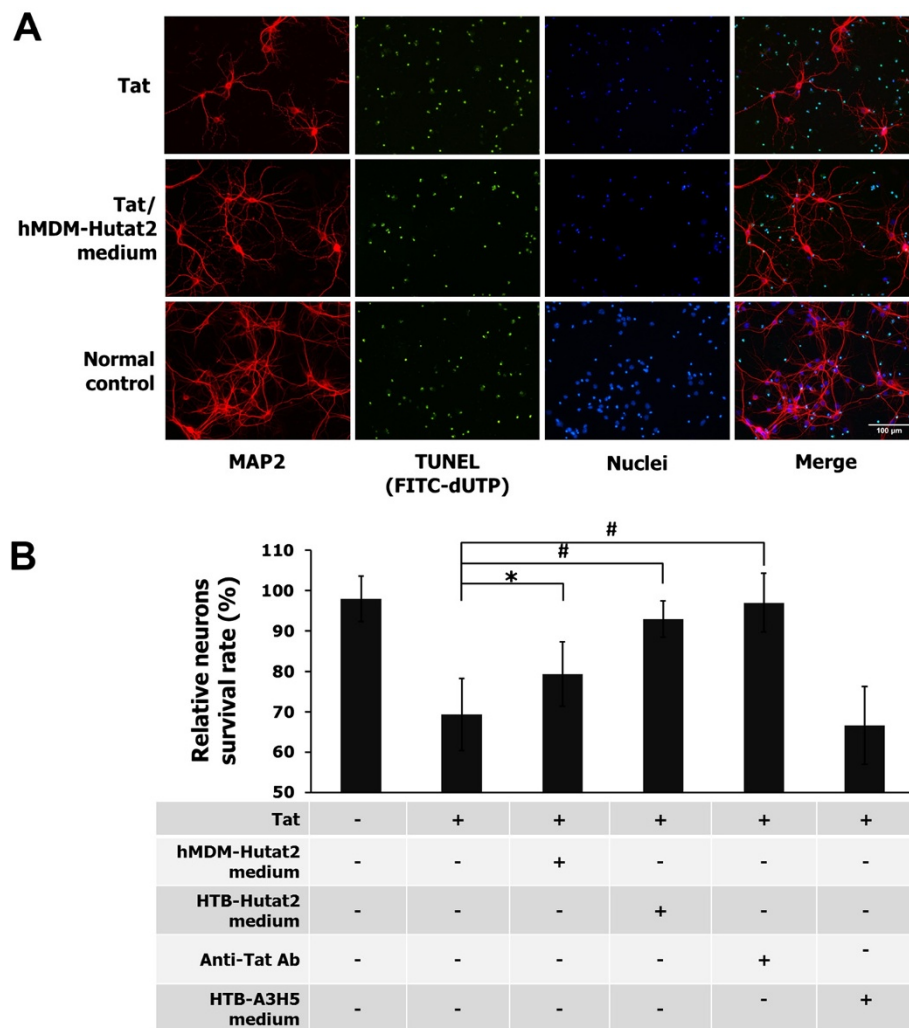 A
Tat
Tat/
hMDM-Hutat2
medium
Normal
control
100 μm
MAP2
TUNEL
(FITC-dUTP)
Nuclei
Merge
B
Relative neurons
survival rate (%)
110
100
90
80
70
60
50
#
#
*
Tat - + + + + +
hMDM-Hutat2
medium - - + - - -
HTB-Hutat2
medium - - - + - -
Anti-Tat Ab - - - - + -
HTB-A3H5
medium - - - - - +